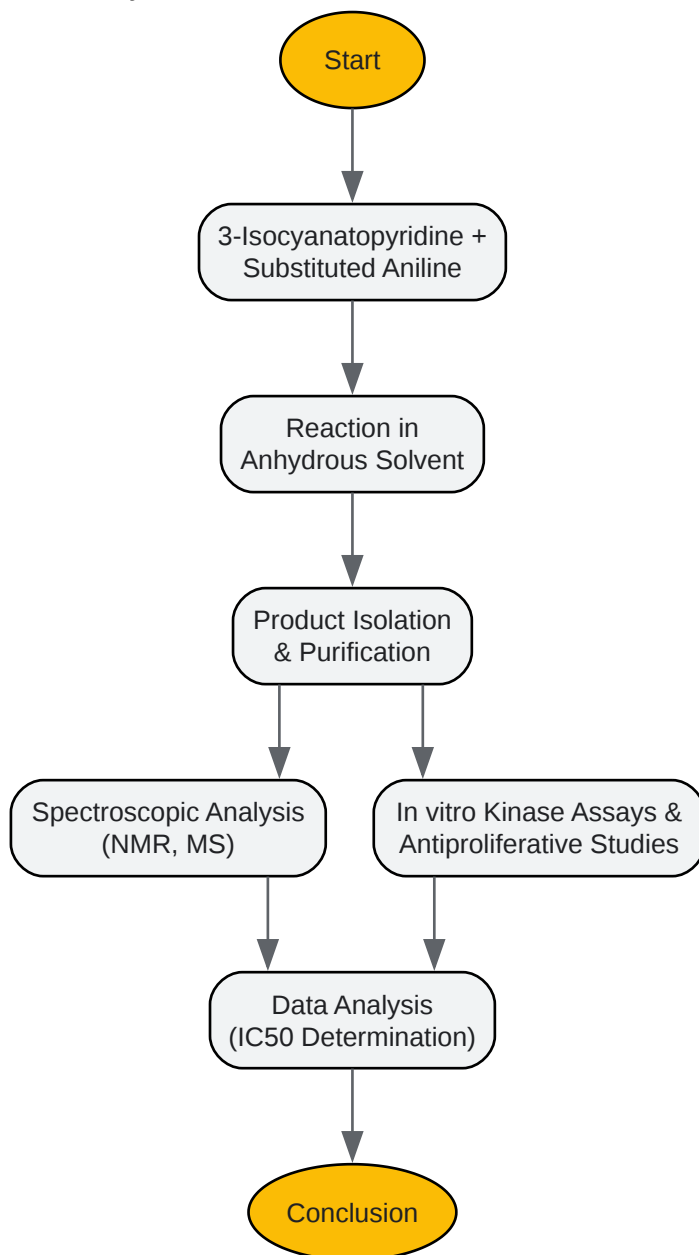 Start
3-Isocyanatopyridine +
Substituted Aniline
Reaction in
Anhydrous Solvent
Product Isolation
& Purification
Spectroscopic Analysis
(NMR, MS)
In vitro Kinase Assays &
Antiproliferative Studies
Data Analysis
(IC50 Determination)
Conclusion